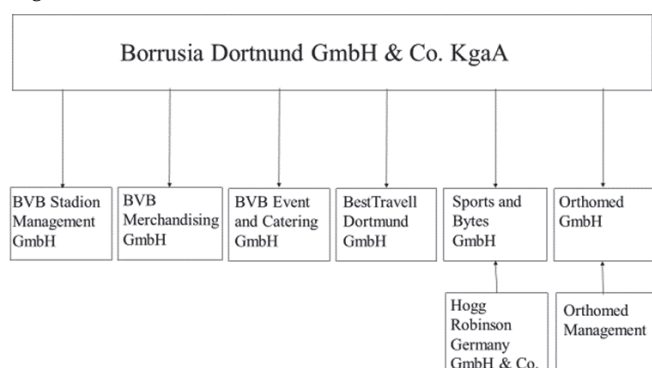 Borrusia Dortnund GmbH & Co. KgaA
BVB Stadion
Management
GmbH
BVB
Merchandising
GmbH
BVB Event
and Catering
GmbH
BestTravell
Dortmund
GmbH
Sports and
Bytes
GmbH
Orthomed
GmbH
Hogg
Robinson
Germany
GmbH & Co.
Orthomed
Management